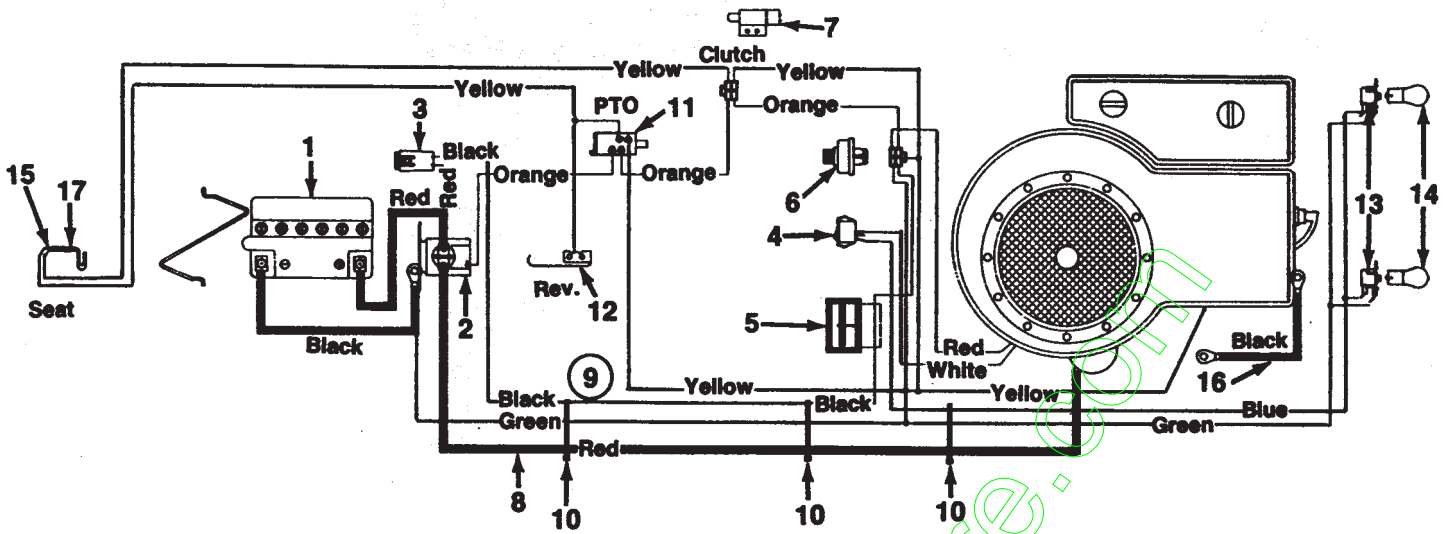 7
Clutch
Yellow
Yellow
Yellow
Orange
PTO
11
3
1
Black
15
17
Red
Red
Orange
Orange
6
4
13
14
Seat
2
Rev.
12
5
Black
Red
White
Black
16
9
Yellow
Yellow
Black
Black
Blue
Green
Green
Red
8
10
10
10
e.com